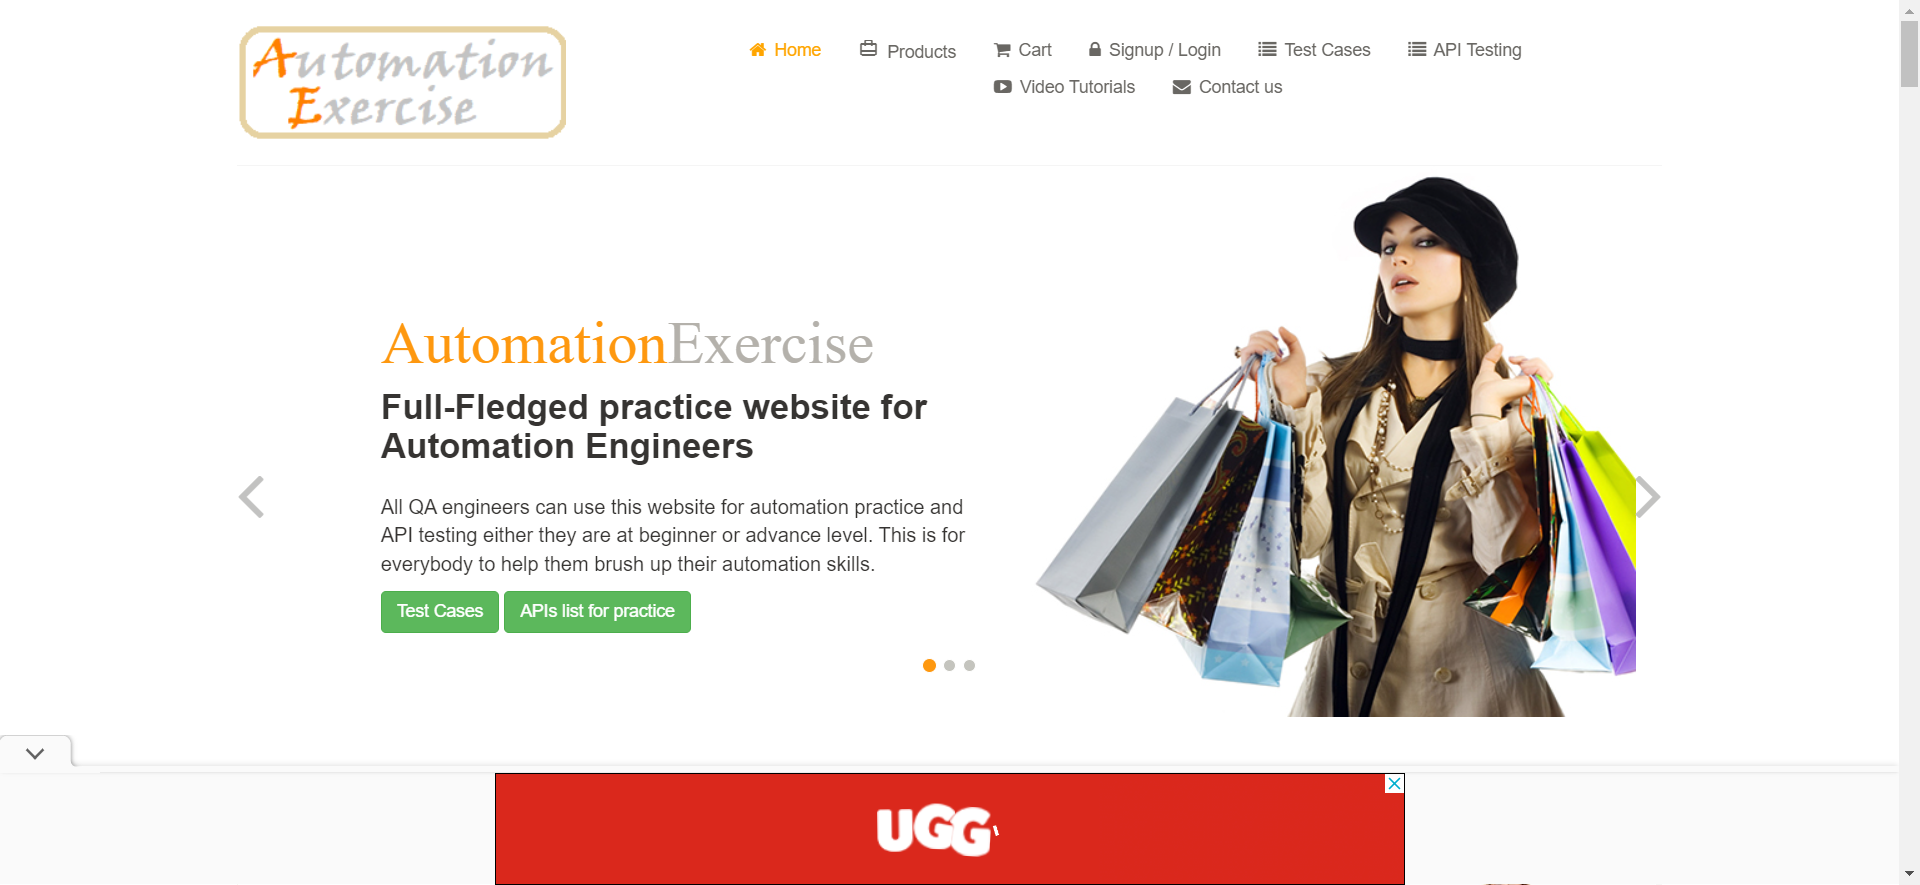 Automation
Exercise
Home
Products
Cart
Signup / Login
Test Cases
API Testing
Video Tutorials
Contact us
AutomationExercise
Full-Fledged practice website for
Automation Engineers
All QA engineers can use this website for automation practice and
API testing either they are at beginner or advance level. This is for
everybody to help them brush up their automation skills.
Test Cases
APIs list for practice
UGG